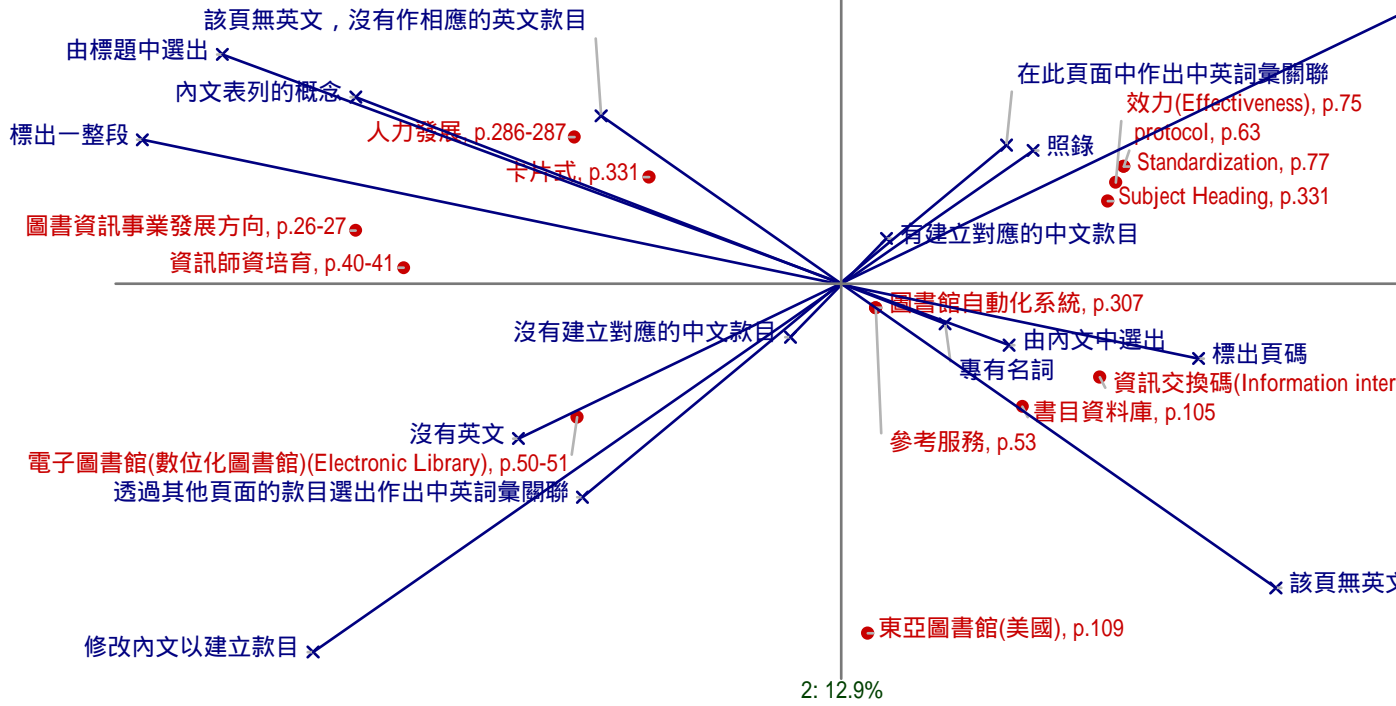 該頁無英文，沒有作相應的英文款目
由標題中選出
在此頁面中作出中英詞彙關聯
內文表列的概念
效力(Effectiveness), p.75
標出一整段
人力發展, p.286-287
protocol, p.63
照錄
Standardization, p.77
卡片式, p.331
Subject Heading, p.331
圖書資訊事業發展方向, p.26-27
有建立對應的中文款目
資訊師資培育, p.40-41
圖書館自動化系統, p.307
沒有建立對應的中文款目
由內文中選出
標出頁碼
專有名詞
資訊交換碼(Information inter
書目資料庫, p.105
沒有英文
參考服務, p.53
電子圖書館(數位化圖書館)(Electronic Library), p.50-51
透過其他頁面的款目選出作出中英詞彙關聯
該頁無英文
東亞圖書館(美國), p.109
修改內文以建立款目
2: 12.9%